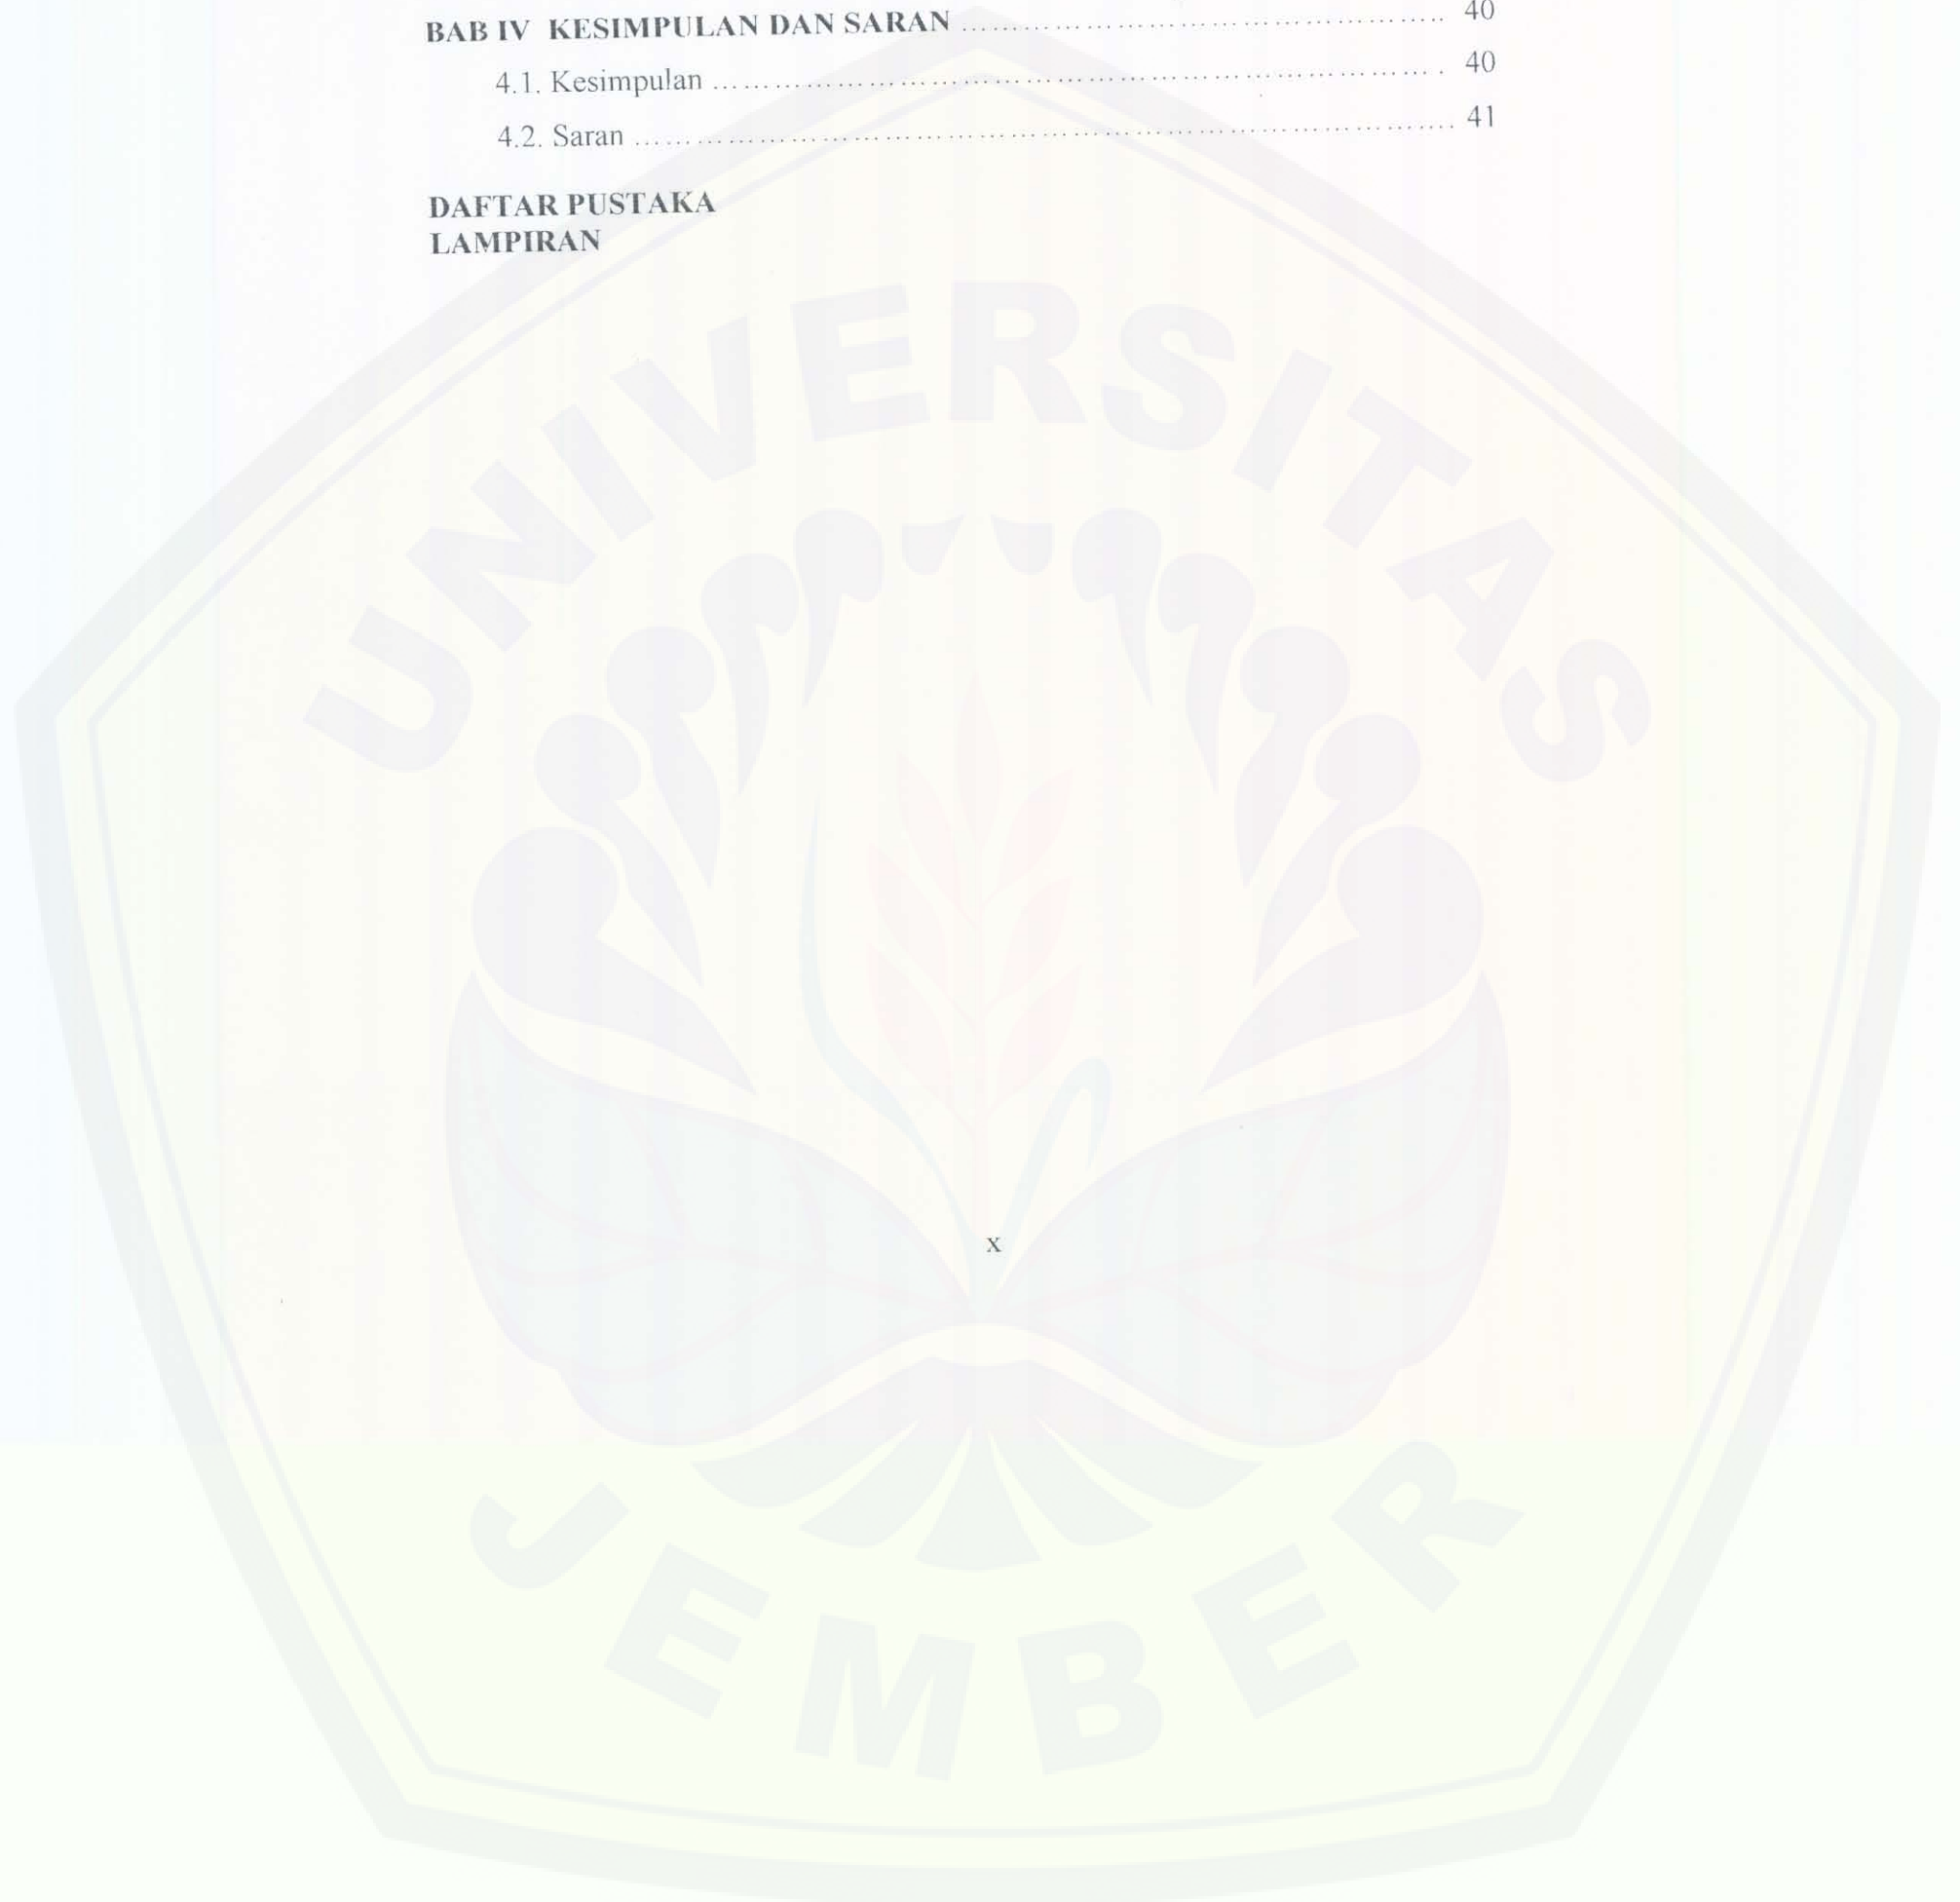 BAB IV KESIMPULAN DAN SARAN ........................................................ 40
4.1. Kesimpulan ........................................................................................ 40
4.2. Saran .................................................................................................. 41
DAFTAR PUSTAKA
LAMPIRAN
UNIVERSITAS
x
JEMBER